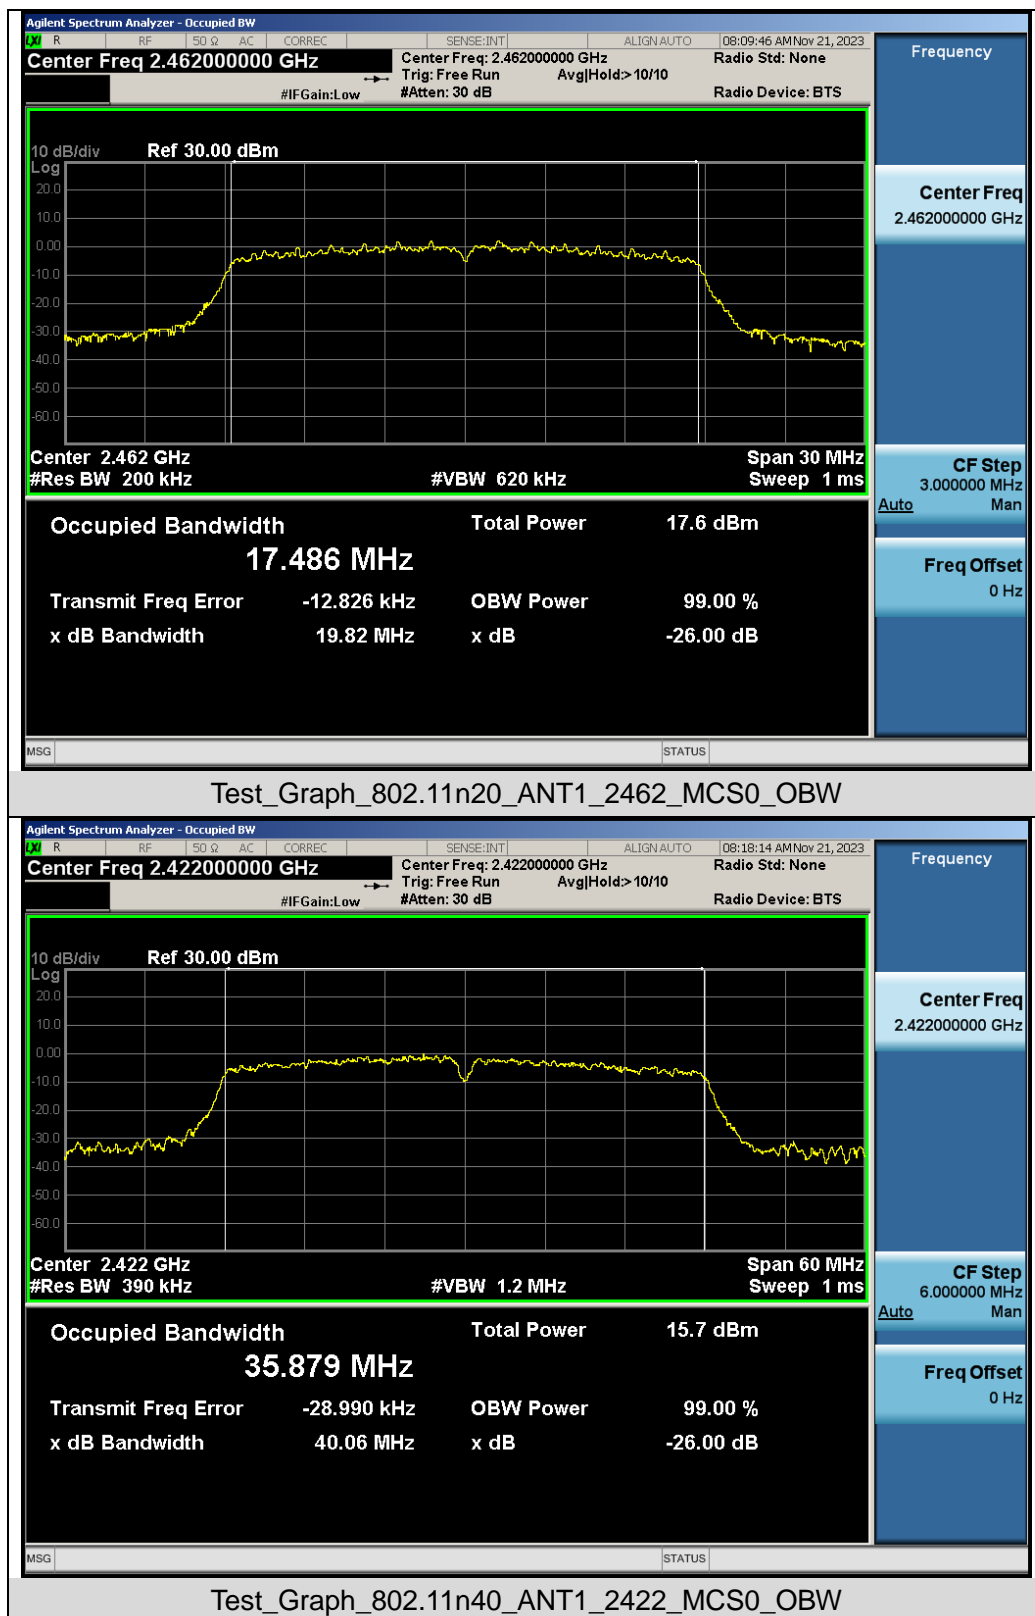 Agilent Spectrum Analyzer - Occupied BW
LXI R RF 50 Ω AC CORREC SENSE:INT ALIGN AUTO 08:09:46 AM Nov 21, 2023
Center Freq 2.462000000 GHz Center Freq: 2.462000000 GHz Radio Std: None
Trig: Free Run Avg|Hold:> 10/10
#IFGain:Low #Atten: 30 dB Radio Device: BTS
10 dB/div Ref 30.00 dBm
Log
20.0
10.0
0.00
-10.0
-20.0
-30.0
-40.0
-50.0
-60.0
Center 2.462 GHz Span 30 MHz
#Res BW 200 kHz #VBW 620 kHz Sweep 1 ms
Occupied Bandwidth Total Power 17.6 dBm
17.486 MHz
Transmit Freq Error -12.826 kHz OBW Power 99.00 %
x dB Bandwidth 19.82 MHz x dB -26.00 dB
MSG STATUS
Frequency
Center Freq
2.462000000 GHz
CF Step
3.000000 MHz
Auto Man
Freq Offset
0 Hz
Test_Graph_802.11n20_ANT1_2462_MCS0_OBW
Agilent Spectrum Analyzer - Occupied BW
LXI R RF 50 Ω AC CORREC SENSE:INT ALIGN AUTO 08:18:14 AM Nov 21, 2023
Center Freq 2.422000000 GHz Center Freq: 2.422000000 GHz Radio Std: None
Trig: Free Run Avg|Hold:> 10/10
#IFGain:Low #Atten: 30 dB Radio Device: BTS
10 dB/div Ref 30.00 dBm
Log
20.0
10.0
0.00
-10.0
-20.0
-30.0
-40.0
-50.0
-60.0
Center 2.422 GHz Span 60 MHz
#Res BW 390 kHz #VBW 1.2 MHz Sweep 1 ms
Occupied Bandwidth Total Power 15.7 dBm
35.879 MHz
Transmit Freq Error -28.990 kHz OBW Power 99.00 %
x dB Bandwidth 40.06 MHz x dB -26.00 dB
MSG STATUS
Frequency
Center Freq
2.422000000 GHz
CF Step
6.000000 MHz
Auto Man
Freq Offset
0 Hz
Test_Graph_802.11n40_ANT1_2422_MCS0_OBW